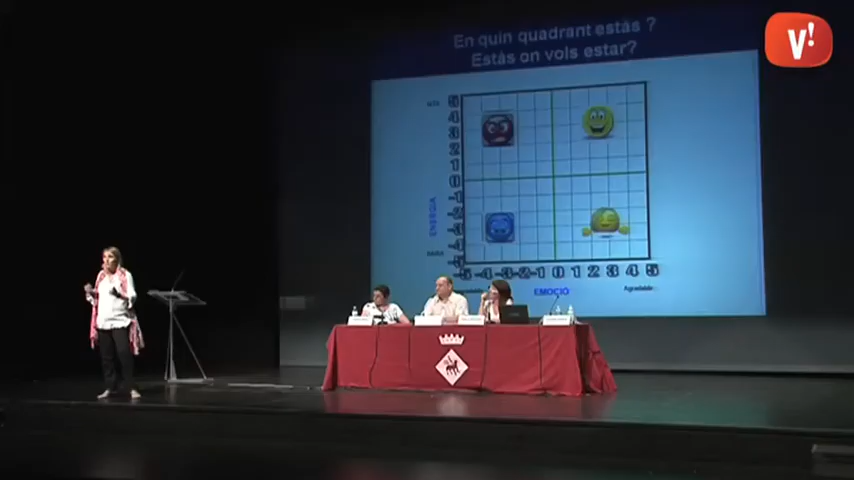 En quin quadrant estàs ?
Estàs on vols estar?
V!
5
4
3
2
1
0
-1
-2
-3
-4
-5
ENERGIA
-5 -4 -3 -2 -1 0 1 2 3 4 5
EMOCIÓ
Agradable